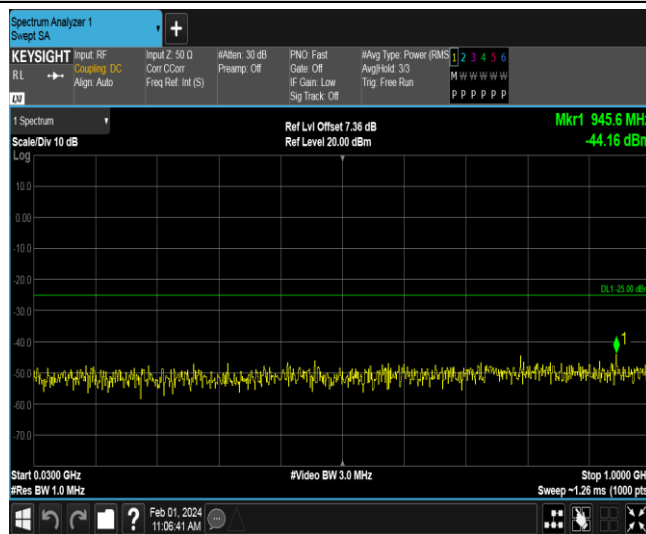 Spectrum Analyzer 1
Swept SA
+
KEYSIGHT
RL
LXI
Input: RF
Coupling: DC
Align: Auto
Input Z: 50 Ω
Corr CCorr
Freq Ref: Int (S)
#Atten: 30 dB
Preamp: Off
PNO: Fast
Gate: Off
IF Gain: Low
Sig Track: Off
#Avg Type: Power (RMS
Avg|Hold: 3/3
Trig: Free Run
1 2 3 4 5 6
M W W W W W
P P P P P P
1 Spectrum
Scale/Div 10 dB
Log
Ref Lvl Offset 7.36 dB
Ref Level 20.00 dBm
Mkr1 945.6 MHz
-44.16 dBm
10.0
0.00
-10.0
-20.0
DL1 -25.00 dBm
-30.0
-40.0
1
-50.0
-60.0
-70.0
Start 0.0300 GHz
#Video BW 3.0 MHz
Stop 1.0000 GHz
#Res BW 1.0 MHz
Sweep ~1.26 ms (1000 pts)
?
Feb 01, 2024
11:06:41 AM